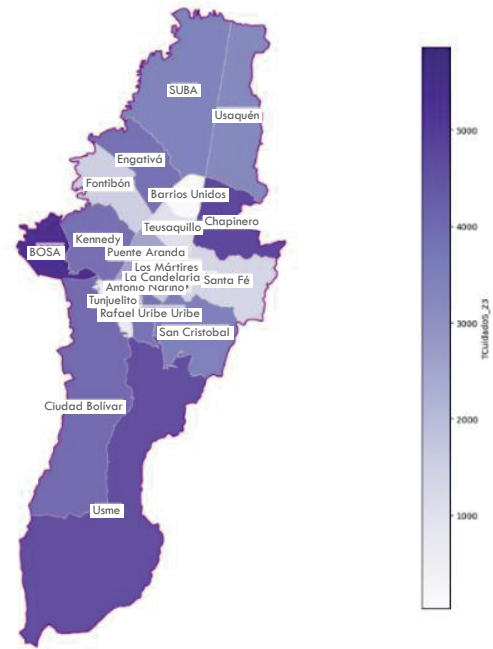 SUBA
Usaquén
Engativá
Fontibón
Barrios Unidos
Chapinero
Teusaquillo
Kennedy
BOSA
Puente Aranda
Los Mártires
La Candelaria
Santa Fé
Antonio Nariño
Tunjuelito
Rafael Uribe Uribe
San Cristobal
Ciudad Bolívar
Usme
5000
4000
3000
2000
1000
TCuidado5_23